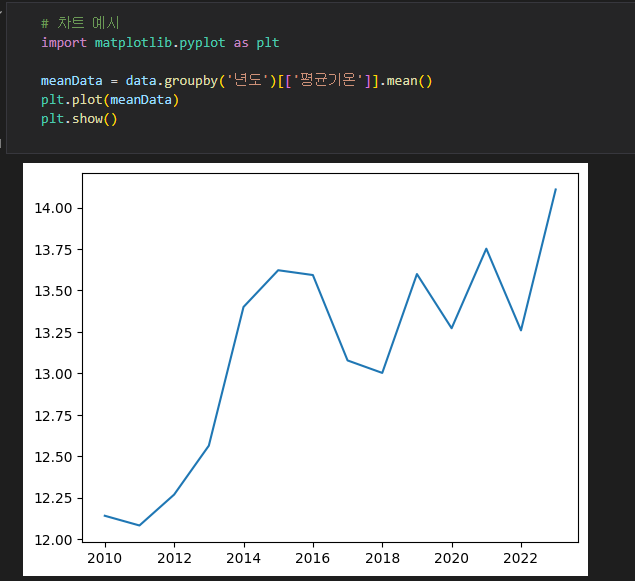 # 차트 예시
import matplotlib.pyplot as plt
meanData = data.groupby('년도')[['평균기온']].mean()
plt.plot(meanData)
plt.show()
14.00
13.75
13.50
13.25
13.00
12.75
12.50
12.25
12.00
2010 2012 2014 2016 2018 2020 2022